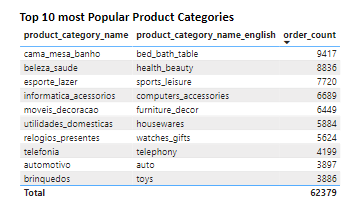 Top 10 most Popular Product Categories
product_category_name product_category_name_english order_count
cama_mesa_banho bed_bath_table 9417
beleza_saude health_beauty 8836
esporte_lazer sports_leisure 7720
informatica_acessorios computers_accessories 6689
moveis_decoracao furniture_decor 6449
utilidades_domesticas housewares 5884
relogios_presentes watches_gifts 5624
telefonia telephony 4199
automotivo auto 3897
brinquedos toys 3886
Total 62379